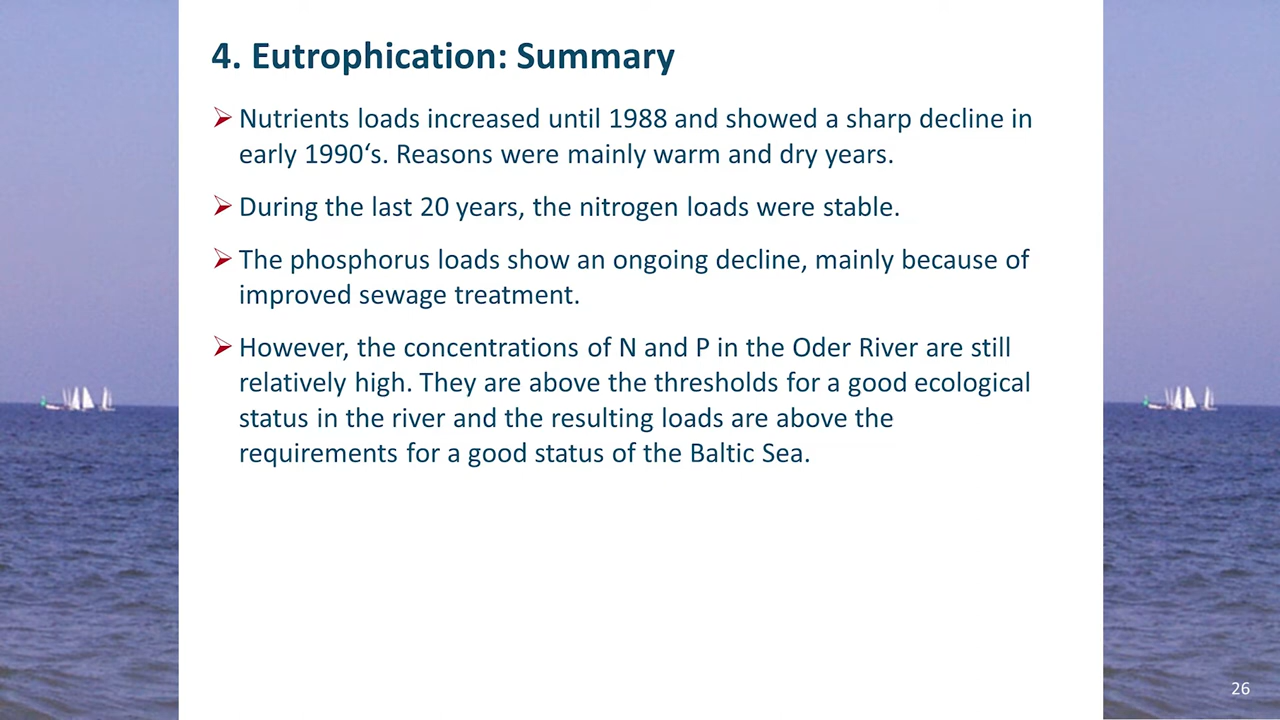 4. Eutrophication: Summary
➢ Nutrients loads increased until 1988 and showed a sharp decline in
early 1990‘s. Reasons were mainly warm and dry years.
➢ During the last 20 years, the nitrogen loads were stable.
➢ The phosphorus loads show an ongoing decline, mainly because of
improved sewage treatment.
➢ However, the concentrations of N and P in the Oder River are still
relatively high. They are above the thresholds for a good ecological
status in the river and the resulting loads are above the
requirements for a good status of the Baltic Sea.
26